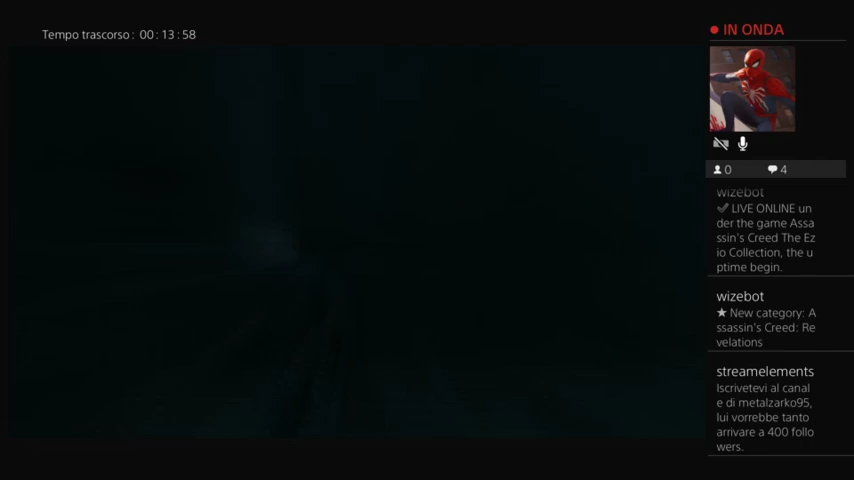 Tempo trascorso: 00:13:58
IN ONDA
0 4
wizebot
✔ LIVE ONLINE un
der the game Assa
ssin's Creed The Ez
io Collection, the u
ptime begin.
wizebot
★ New category: A
ssassin's Creed: Re
velations
streamelements
Iscrivetevi al canal
e di metalzarko95,
lui vorrebbe tanto
arrivare a 400 follo
wers.